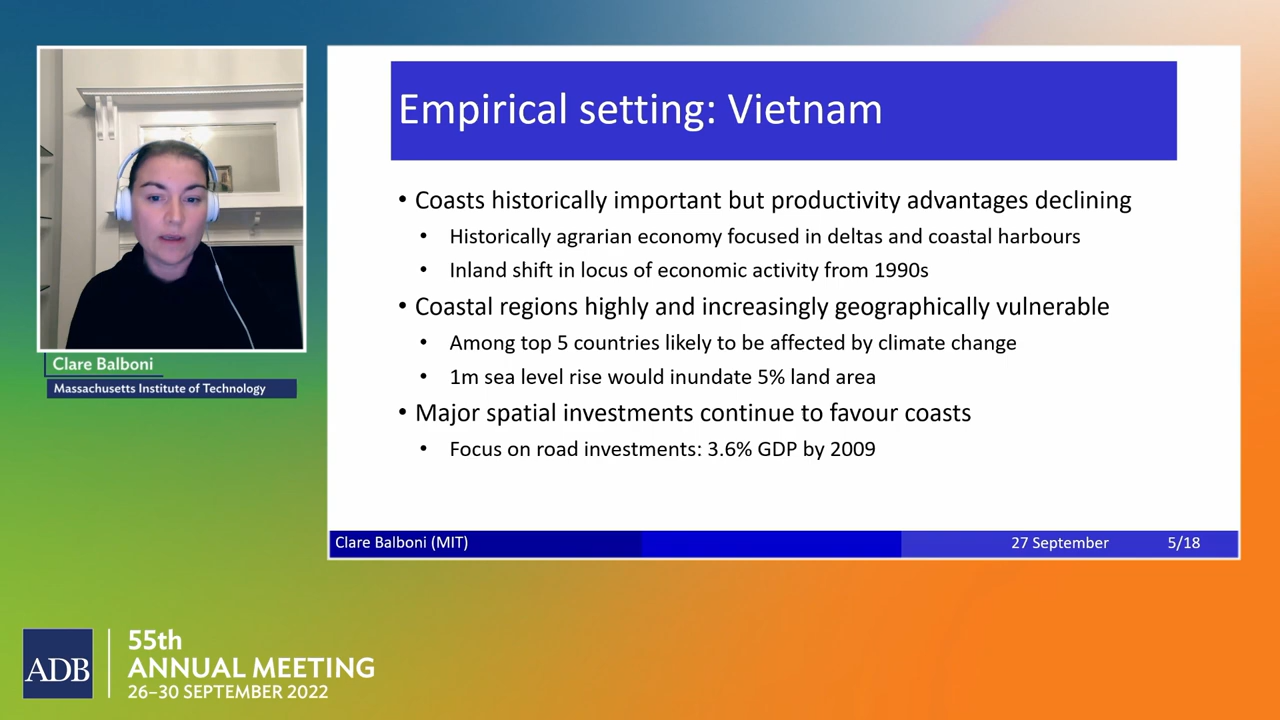 Empirical setting: Vietnam
• Coasts historically important but productivity advantages declining
• Historically agrarian economy focused in deltas and coastal harbours
• Inland shift in locus of economic activity from 1990s
• Coastal regions highly and increasingly geographically vulnerable
• Among top 5 countries likely to be affected by climate change
• 1m sea level rise would inundate 5% land area
• Major spatial investments continue to favour coasts
• Focus on road investments: 3.6% GDP by 2009
Clare Balboni (MIT)
27 September
5/18
Clare Balboni
Massachusetts Institute of Technology
ADB
55th
ANNUAL MEETING
26–30 SEPTEMBER 2022